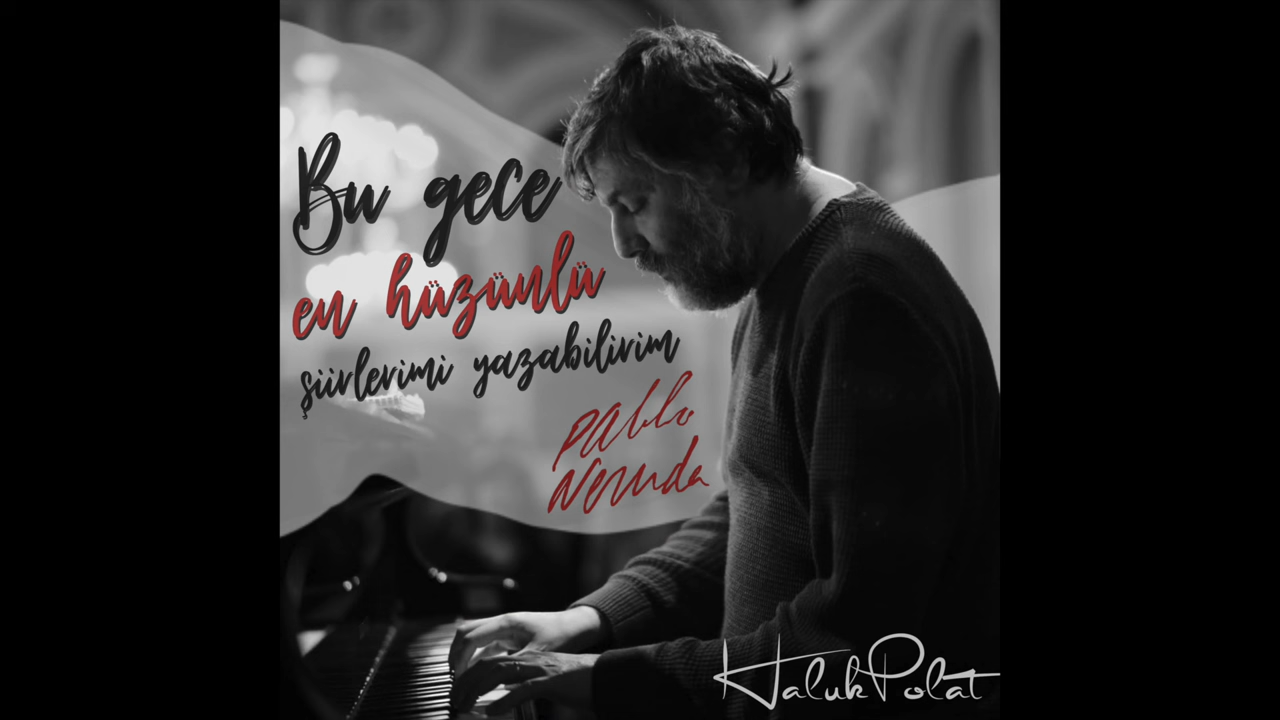 Bu gece
en hüzünlü
şiirlerimi yazabilirim
Pablo
Neruda
Haluk Polat